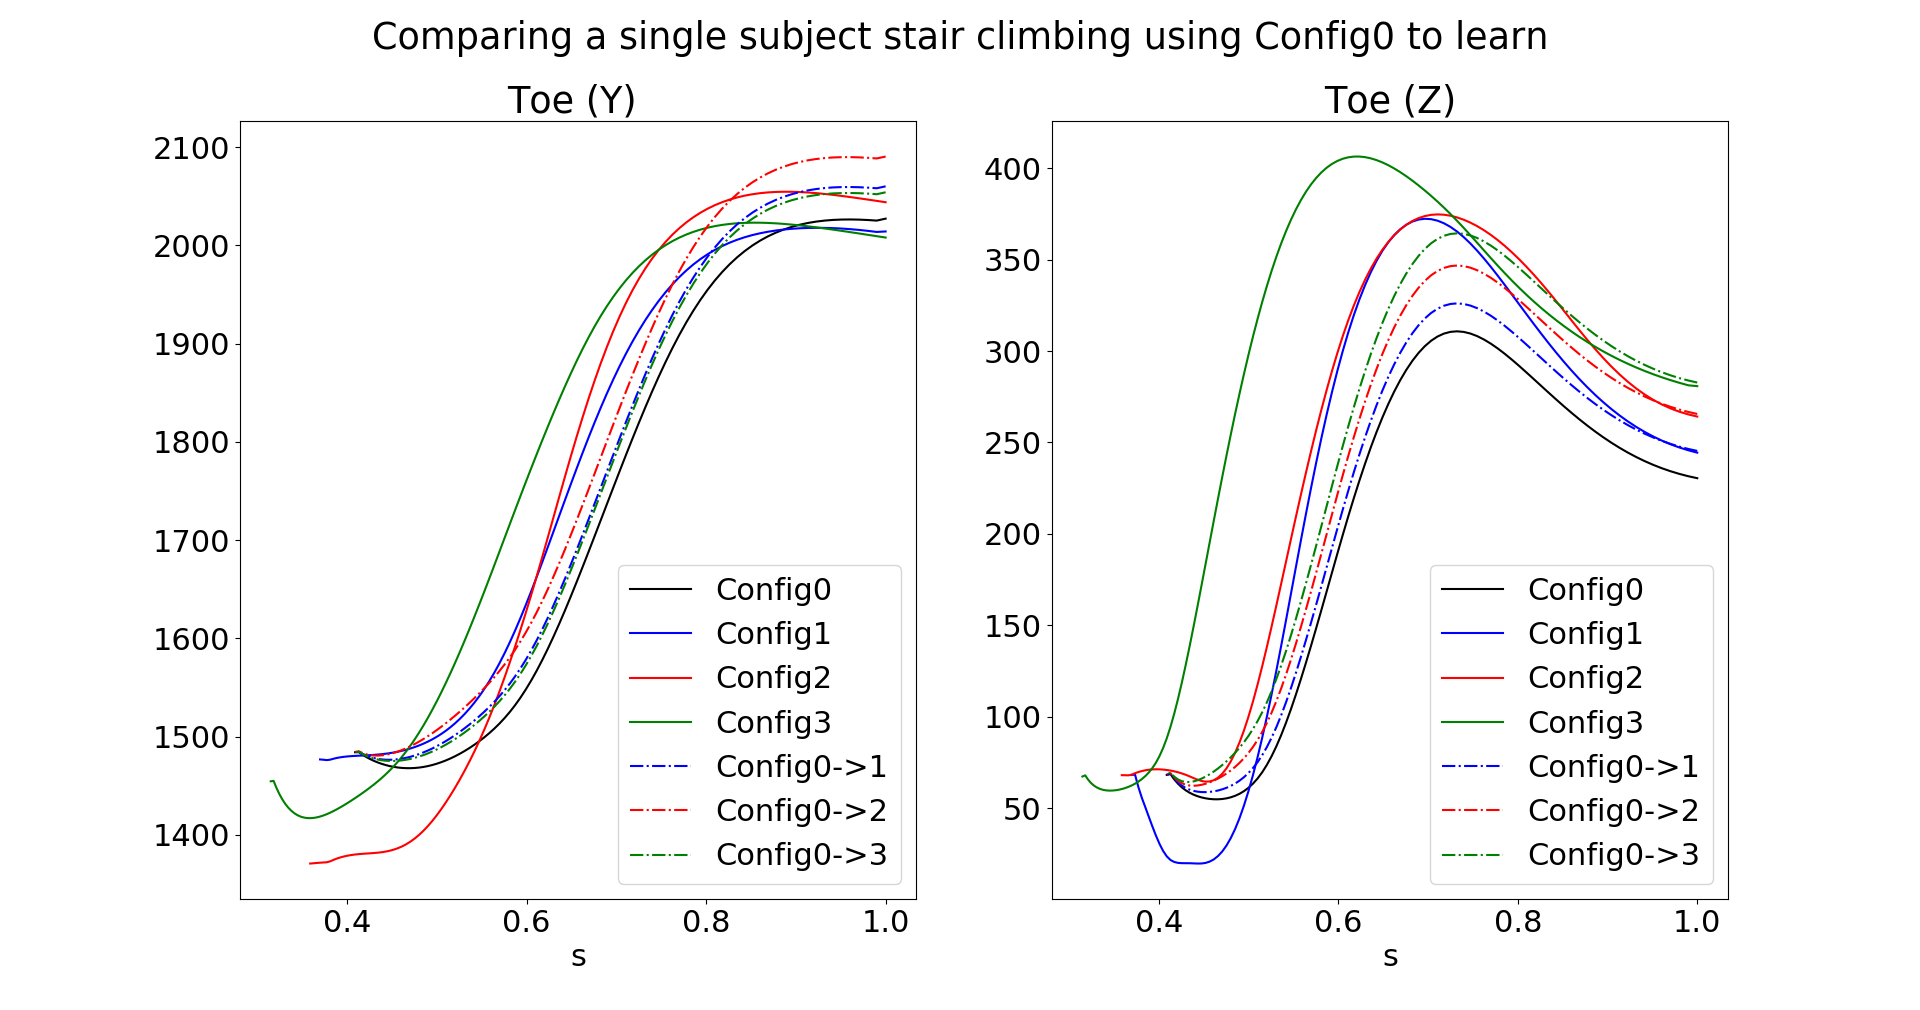 Comparing a single subject stair climbing using Config0 to learn
Toe (Y)
2100
2000
1900
1800
1700
1600
1500
1400
0.4 0.6 0.8 1.0
s
Config0
Config1
Config2
Config3
Config0->1
Config0->2
Config0->3
Toe (Z)
400
350
300
250
200
150
100
50
0.4 0.6 0.8 1.0
s
Config0
Config1
Config2
Config3
Config0->1
Config0->2
Config0->3